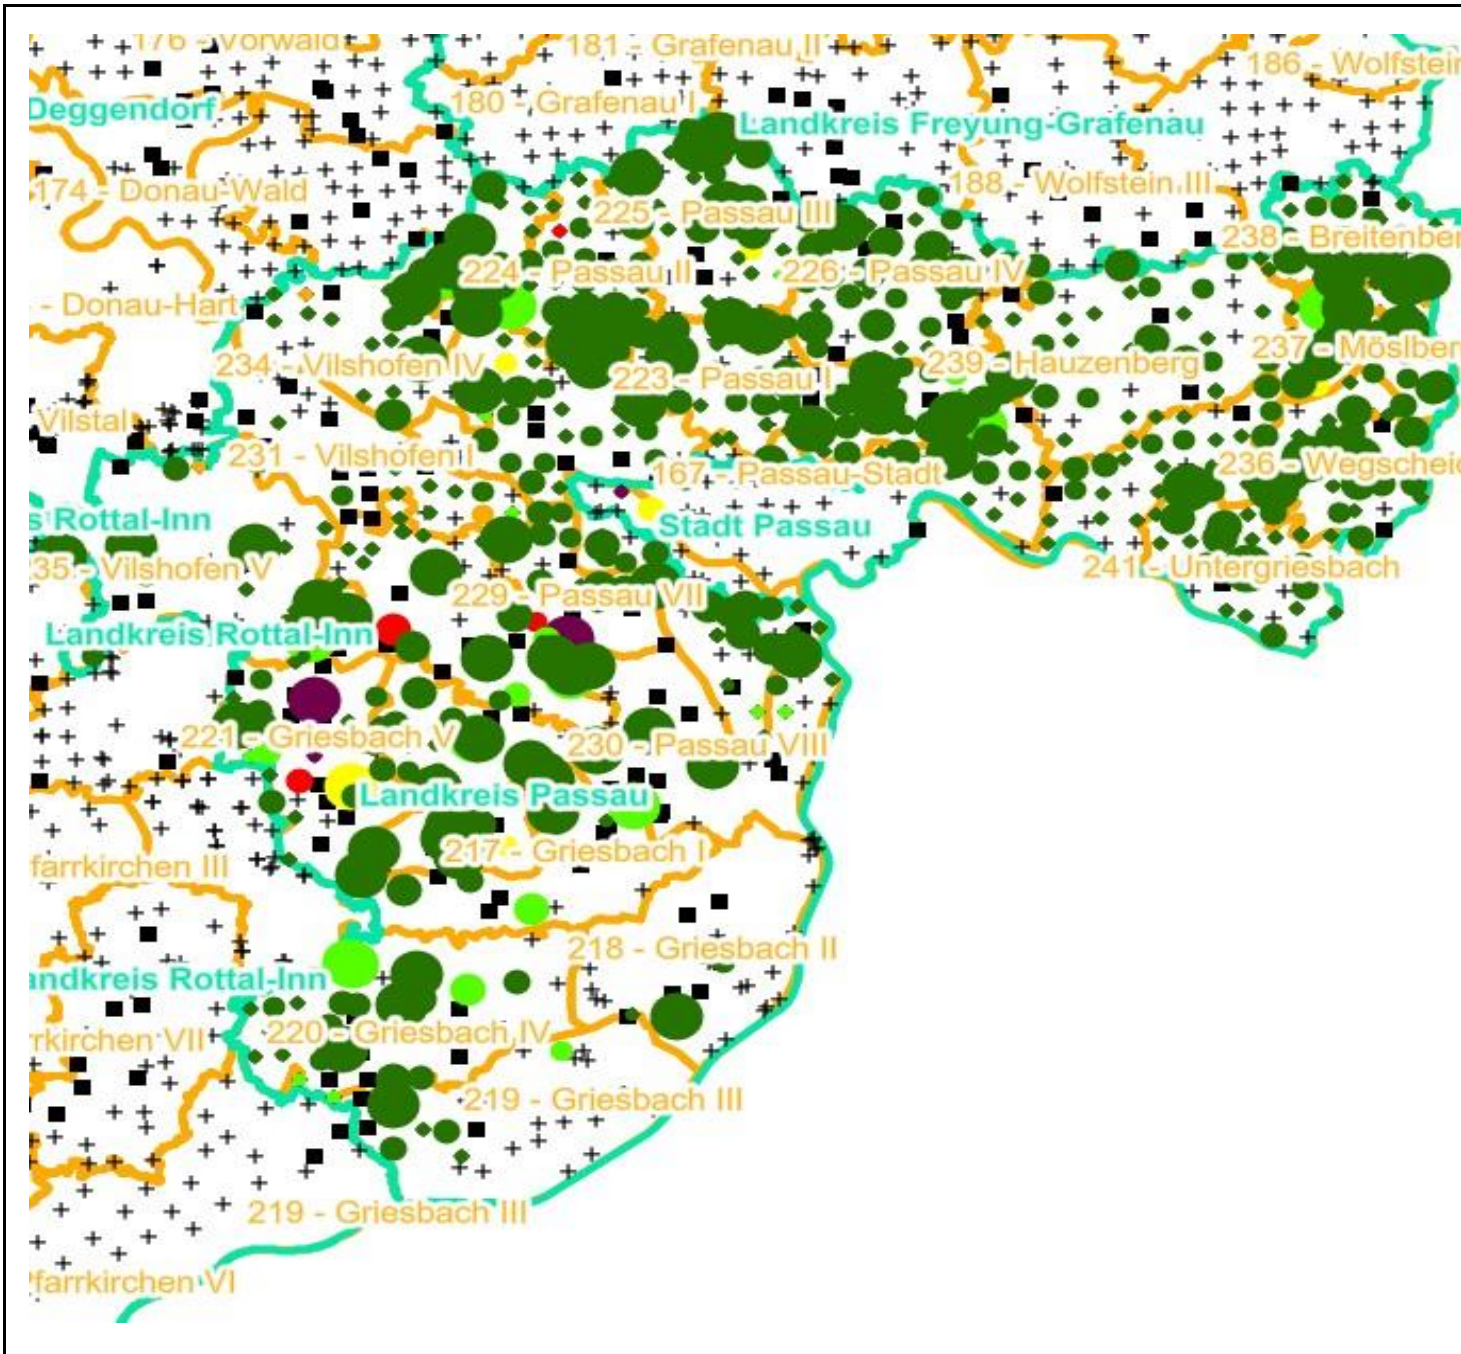 176 - Vorwald
181 - Grafenau II
186 - Wolfstein
180 - Grafenau I
Deggendorf
Landkreis Freyung-Grafenau
174 - Donau-Wald
188 - Wolfstein III
225 - Passau III
238 - Breitenber
224 - Passau II
226 - Passau IV
- Donau-Hart
234 - Vilshofen IV
223 - Passau I
239 - Hauzenberg
237 - Möslber
Vilstal
231 - Vilshofen I
167 - Passau-Stadt
236 - Wegscheid
s Rottal-Inn
Stadt Passau
35 - Vilshofen V
241 - Untergriesbach
229 - Passau VII
Landkreis Rottal-Inn
221 - Griesbach V
230 - Passau VIII
Landkreis Passau
217 - Griesbach I
farrkirchen III
218 - Griesbach II
andkreis Rottal-Inn
220 - Griesbach IV
rrkirchen VII
219 - Griesbach III
219 - Griesbach III
Pfarrkirchen VI